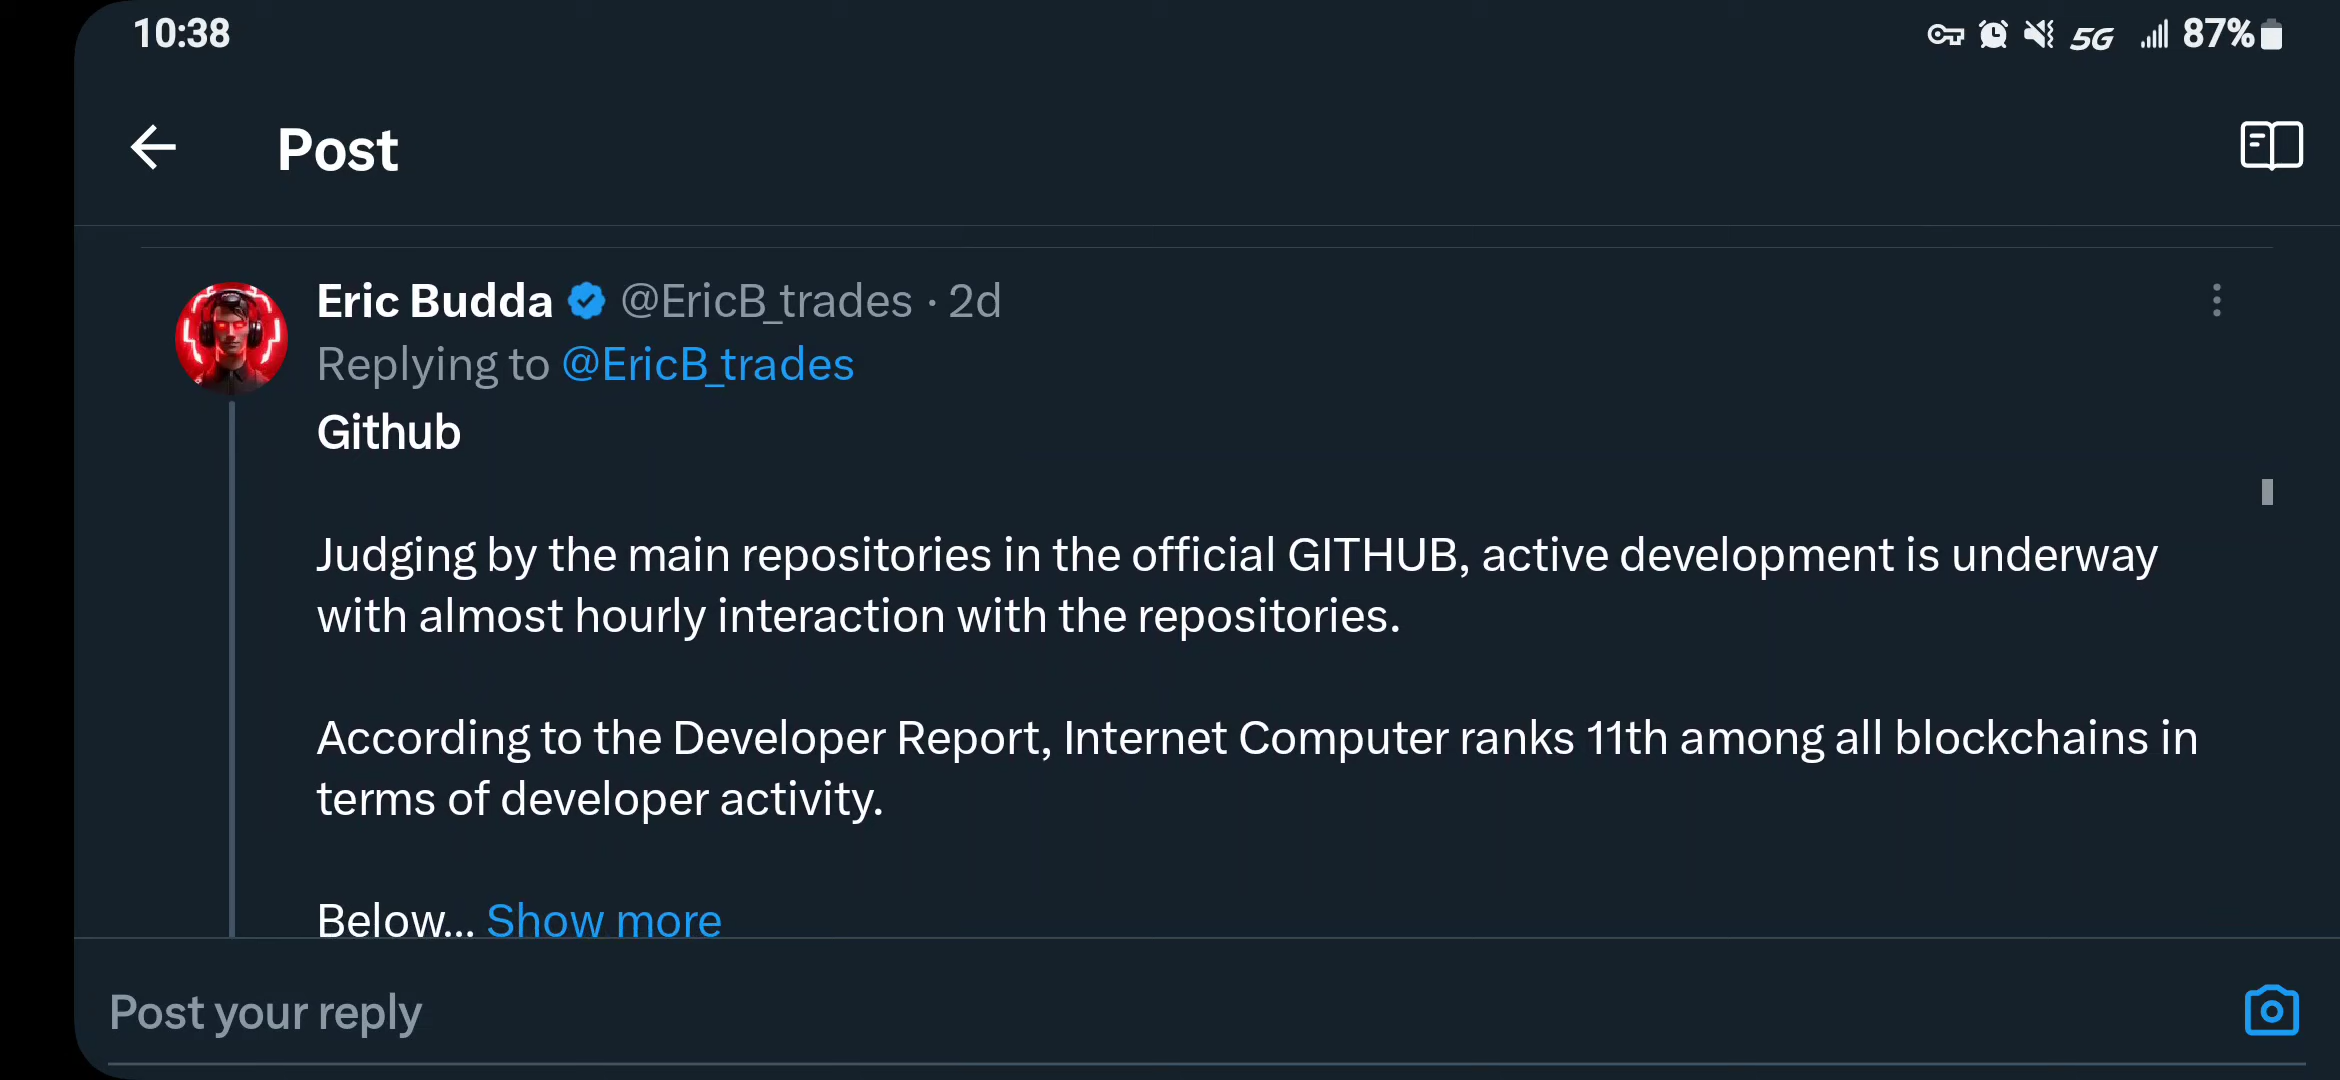 10:38
5G
87%
Post
Eric Budda @EricB_trades · 2d
Replying to @EricB_trades
Github
Judging by the main repositories in the official GITHUB, active development is underway
with almost hourly interaction with the repositories.
According to the Developer Report, Internet Computer ranks 11th among all blockchains in
terms of developer activity.
Below... Show more
Post your reply